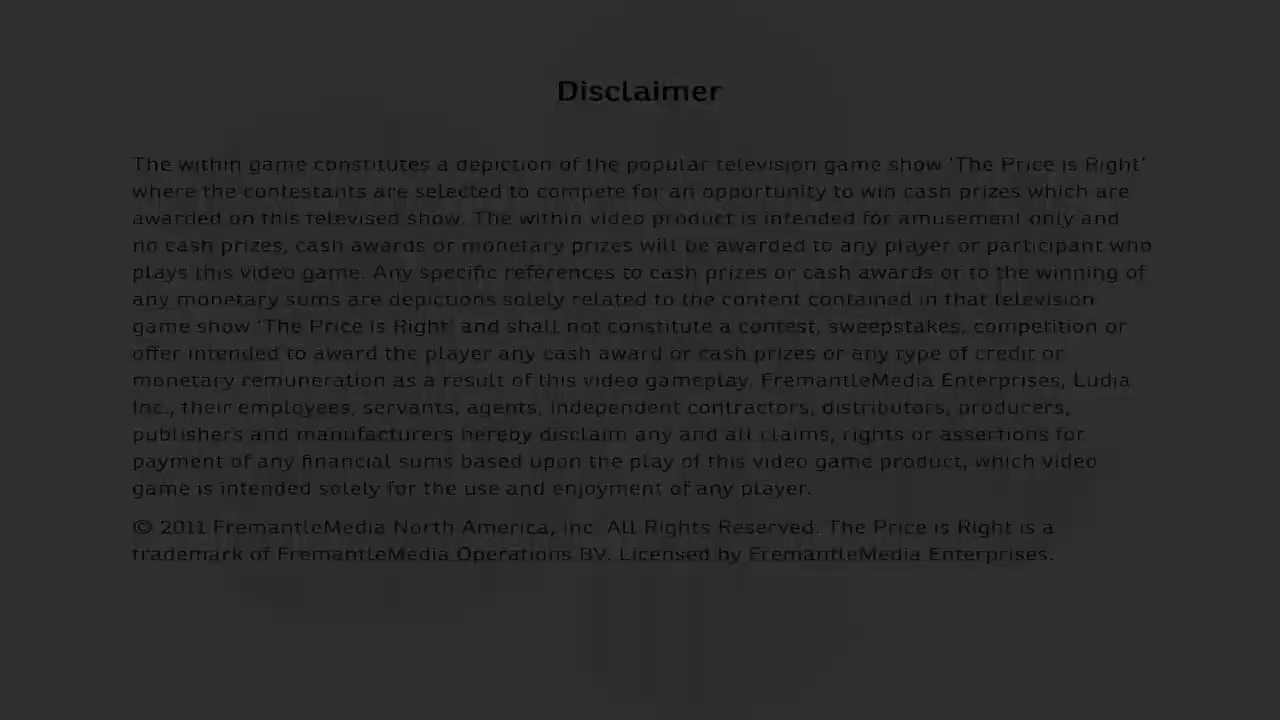 Disclaimer
The within game constitutes a depiction of the popular television game show 'The Price is Right'
where the contestants are selected to compete for an opportunity to win cash prizes which are
awarded on this televised show. The within video product is intended for amusement only and
no cash prizes, cash awards or monetary prizes will be awarded to any player or participant who
plays this video game. Any specific references to cash prizes or cash awards or to the winning of
any monetary sums are depictions solely related to the content contained in that television
game show 'The Price is Right' and shall not constitute a contest, sweepstakes, competition or
offer intended to award the player any cash award or cash prizes or any type of credit or
monetary remuneration as a result of this video gameplay. FremantleMedia Enterprises, Ludia
Inc., their employees, servants, agents, independent contractors, distributors, producers,
publishers and manufacturers hereby disclaim any and all claims, rights or assertions for
payment of any financial sums based upon the play of this video game product, which video
game is intended solely for the use and enjoyment of any player.
© 2011 FremantleMedia North America, Inc. All Rights Reserved. The Price is Right is a
trademark of FremantleMedia Operations BV. Licensed by FremantleMedia Enterprises.